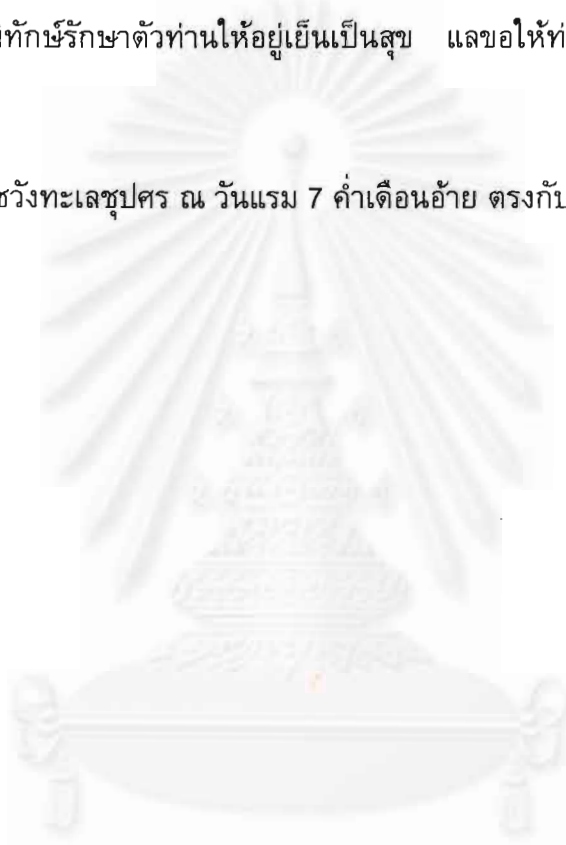 ทักษ์รักษาตัวท่านให้อยู่เย็นเป็นสุข แลขอให้ท่
วังทะเลชุปศร ณ วันแรม 7 ค่ำเดือนอ้าย ตรงกับ